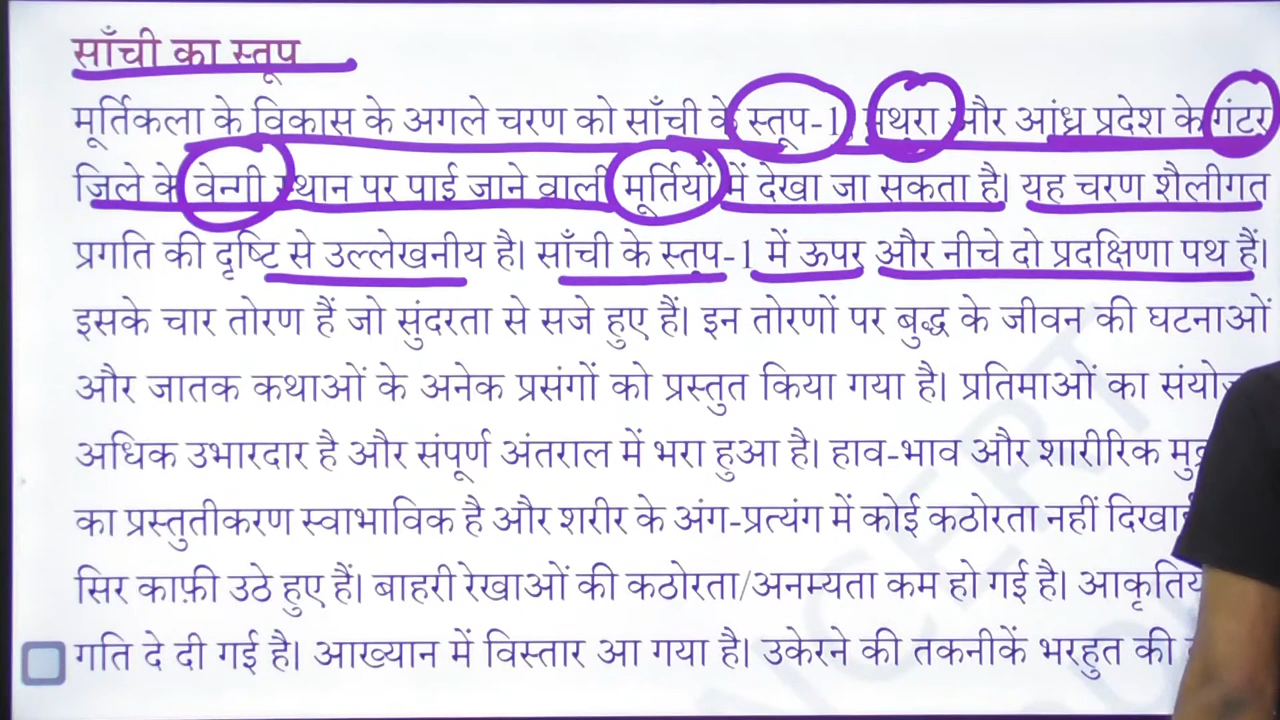 साँची का स्तूप
मूर्तिकला के विकास के अगले चरण को साँची के स्तूप-1, मथुरा और आंध्र प्रदेश के गंटूर
जिले के वेन्गी स्थान पर पाई जाने वाली मूर्तियों में देखा जा सकता है। यह चरण शैलीगत
प्रगति की दृष्टि से उल्लेखनीय है। साँची के स्तूप-1 में ऊपर और नीचे दो प्रदक्षिणा पथ हैं।
इसके चार तोरण हैं जो सुंदरता से सजे हुए हैं। इन तोरणों पर बुद्ध के जीवन की घटनाओं
और जातक कथाओं के अनेक प्रसंगों को प्रस्तुत किया गया है। प्रतिमाओं का
अधिक उभारदार है और संपूर्ण अंतराल में भरा हुआ है। हाव-भाव और शारीरिक
का प्रस्तुतीकरण स्वाभाविक है और शरीर के अंग-प्रत्यंग में कोई कठोरता नहीं
सिर काफ़ी उठे हुए हैं। बाहरी रेखाओं की कठोरता/अनम्यता कम हो गई है।
गति दे दी गई है। आख्यान में विस्तार आ गया है। उकेरने की तकनीकें भरहुत की